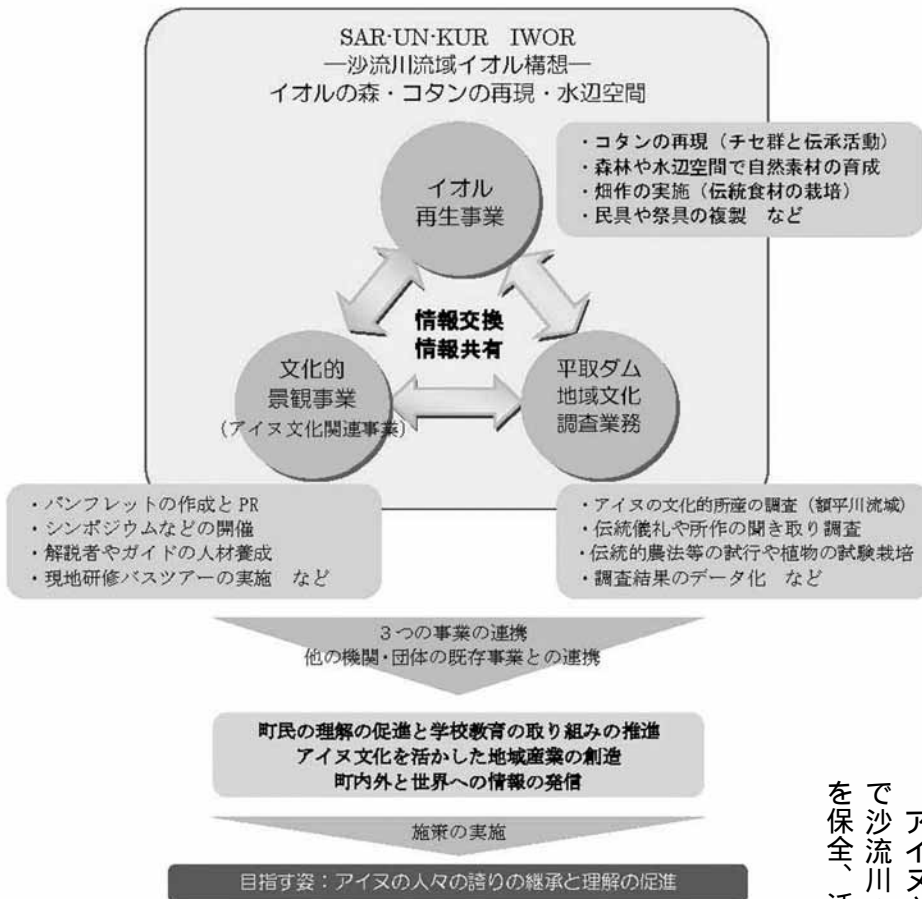 SAR・UN・KUR IWOR
―沙流川流域イオル構想―
イオルの森・コタンの再現・水辺空間
イオル
再生事業
・コタンの再現（チセ群と伝承活動）
・森林や水辺空間で自然素材の育成
・畑作の実施（伝統食材の栽培）
・民具や祭具の複製 など
情報交換
情報共有
文化的
景観事業
（アイヌ文化関連事業）
平取ダム
地域文化
調査業務
・パンフレットの作成とPR
・シンポジウムなどの開催
・解説者やガイドの人材養成
・現地研修バスツアーの実施 など
・アイヌの文化的所産の調査（額平川流域）
・伝統儀礼や所作の聞き取り調査
・伝統的農法等の試行や植物の試験栽培
・調査結果のデータ化 など
3つの事業の連携
他の機関・団体の既存事業との連携
町民の理解の促進と学校教育の取り組みの推進
アイヌ文化を活かした地域産業の創造
町内外と世界への情報の発信
施策の実施
目指す姿：アイヌの人々の誇りの継承と理解の促進
アイヌ
で沙流川
を保全、